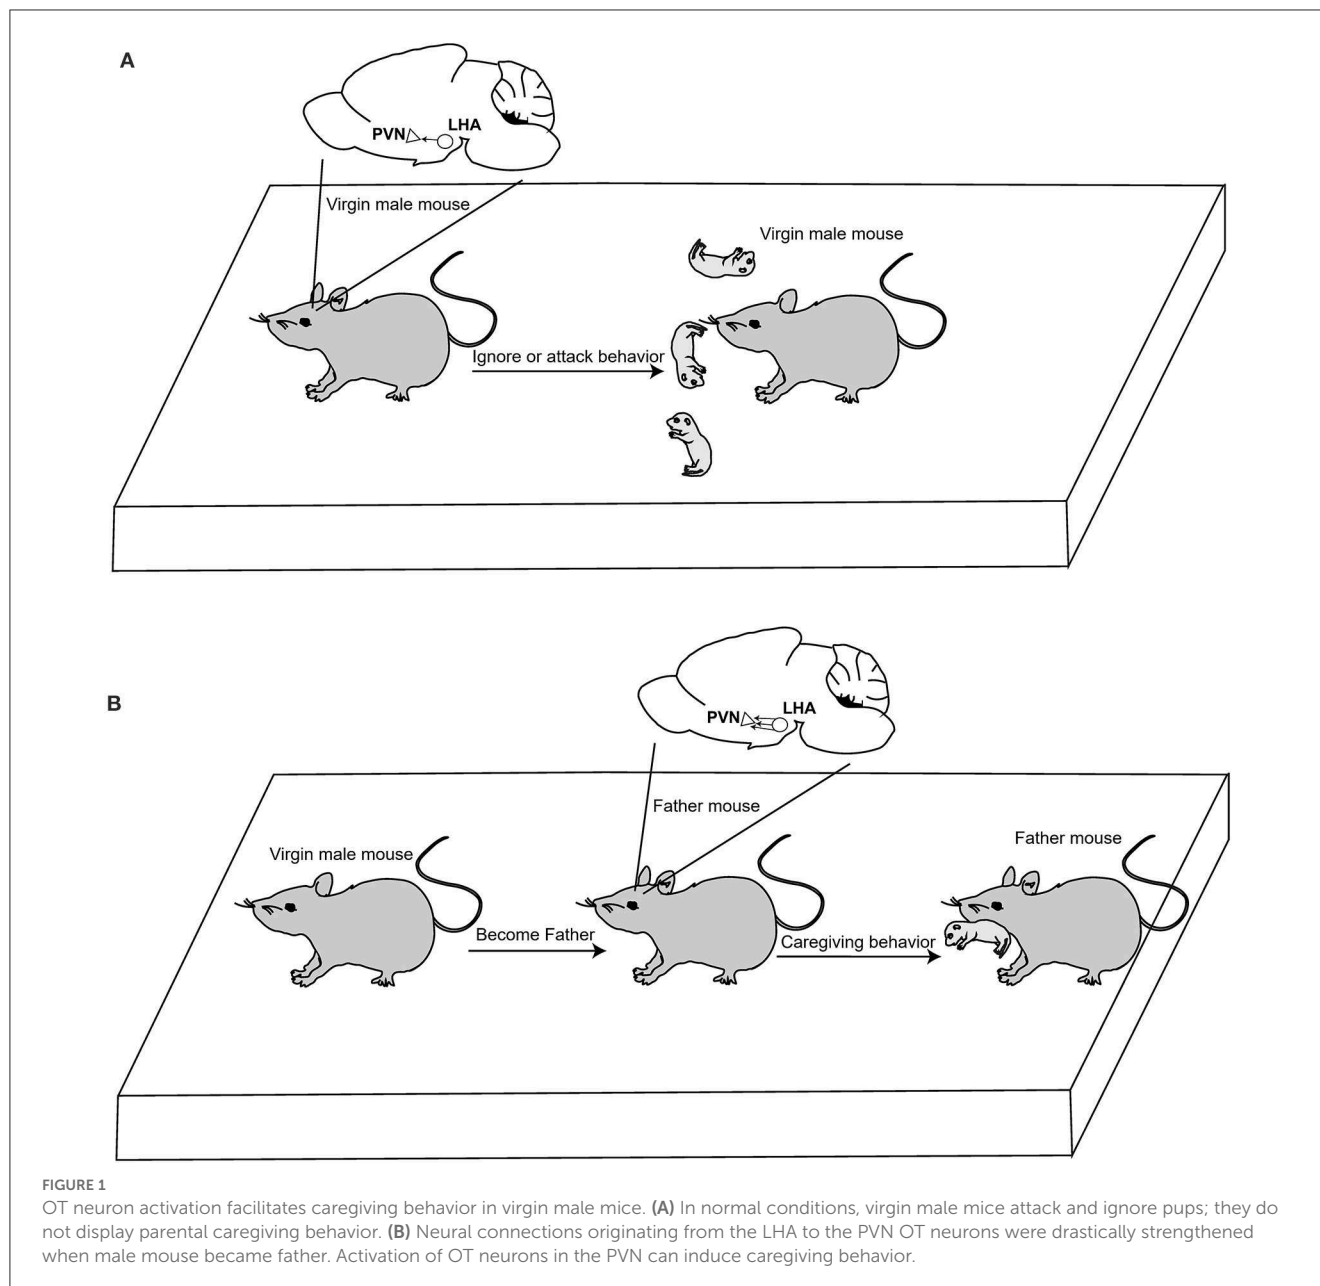 A
PVN
LHA
Virgin male mouse
Virgin male mouse
Ignore or attack behavior
B
PVN
LHA
Father mouse
Virgin male mouse
Father mouse
Become Father
Caregiving behavior
FIGURE 1
OT neuron activation facilitates caregiving behavior in virgin male mice. (A) In normal conditions, virgin male mice attack and ignore pups; they do
not display parental caregiving behavior. (B) Neural connections originating from the LHA to the PVN OT neurons were drastically strengthened
when male mouse became father. Activation of OT neurons in the PVN can induce caregiving behavior.